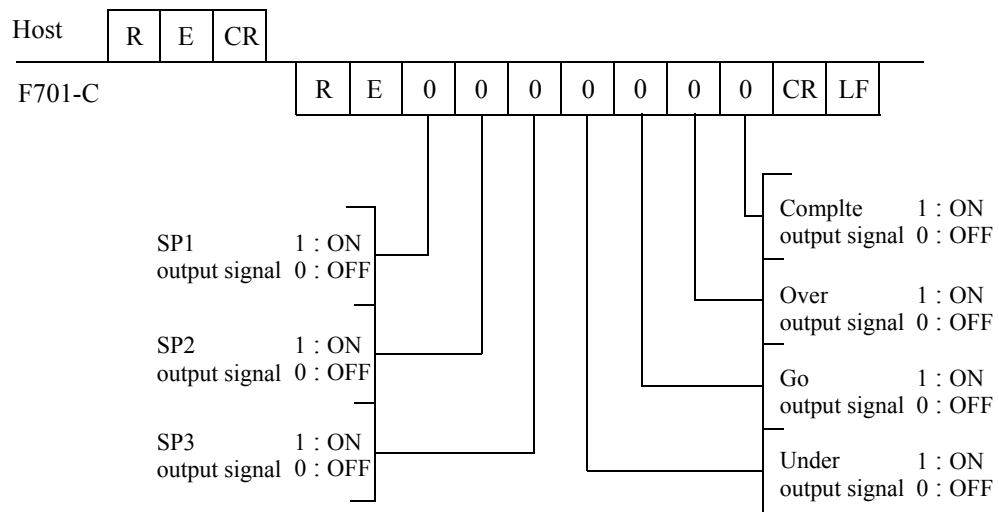 Host R E CR
F701-C R E 0 0 0 0 0 0 0 CR LF
SP1 1 : ON
output signal 0 : OFF
SP2 1 : ON
output signal 0 : OFF
SP3 1 : ON
output signal 0 : OFF
Complte 1 : ON
output signal 0 : OFF
Over 1 : ON
output signal 0 : OFF
Go 1 : ON
output signal 0 : OFF
Under 1 : ON
output signal 0 : OFF